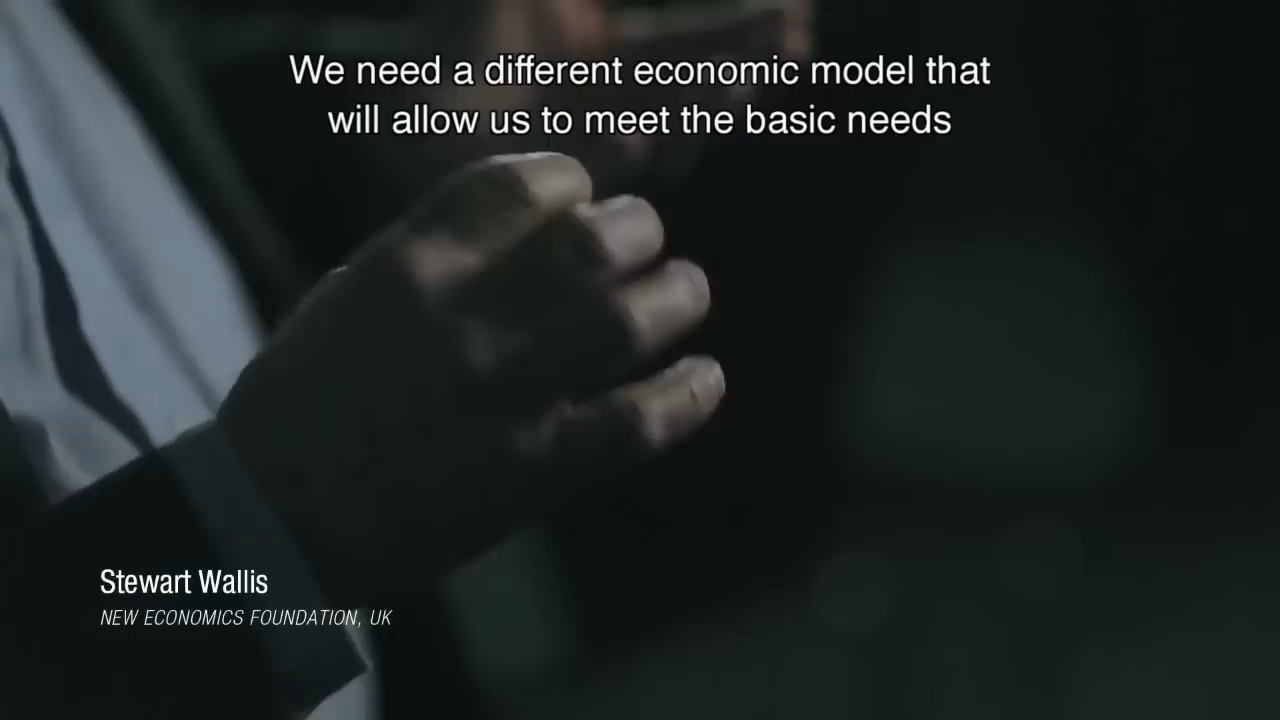 We need a different economic model that
will allow us to meet the basic needs
Stewart Wallis
NEW ECONOMICS FOUNDATION, UK